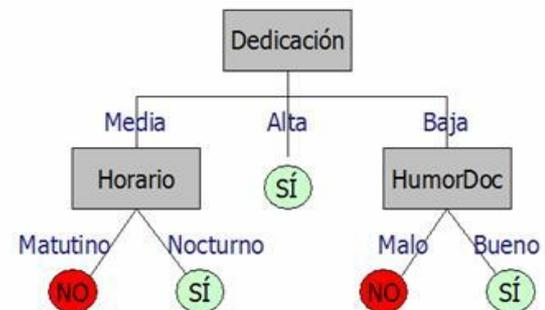 Dedicación
Media Alta Baja
Horario SÍ HumorDoc
Matutino Nocturno Malo Bueno
NO SÍ NO SÍ